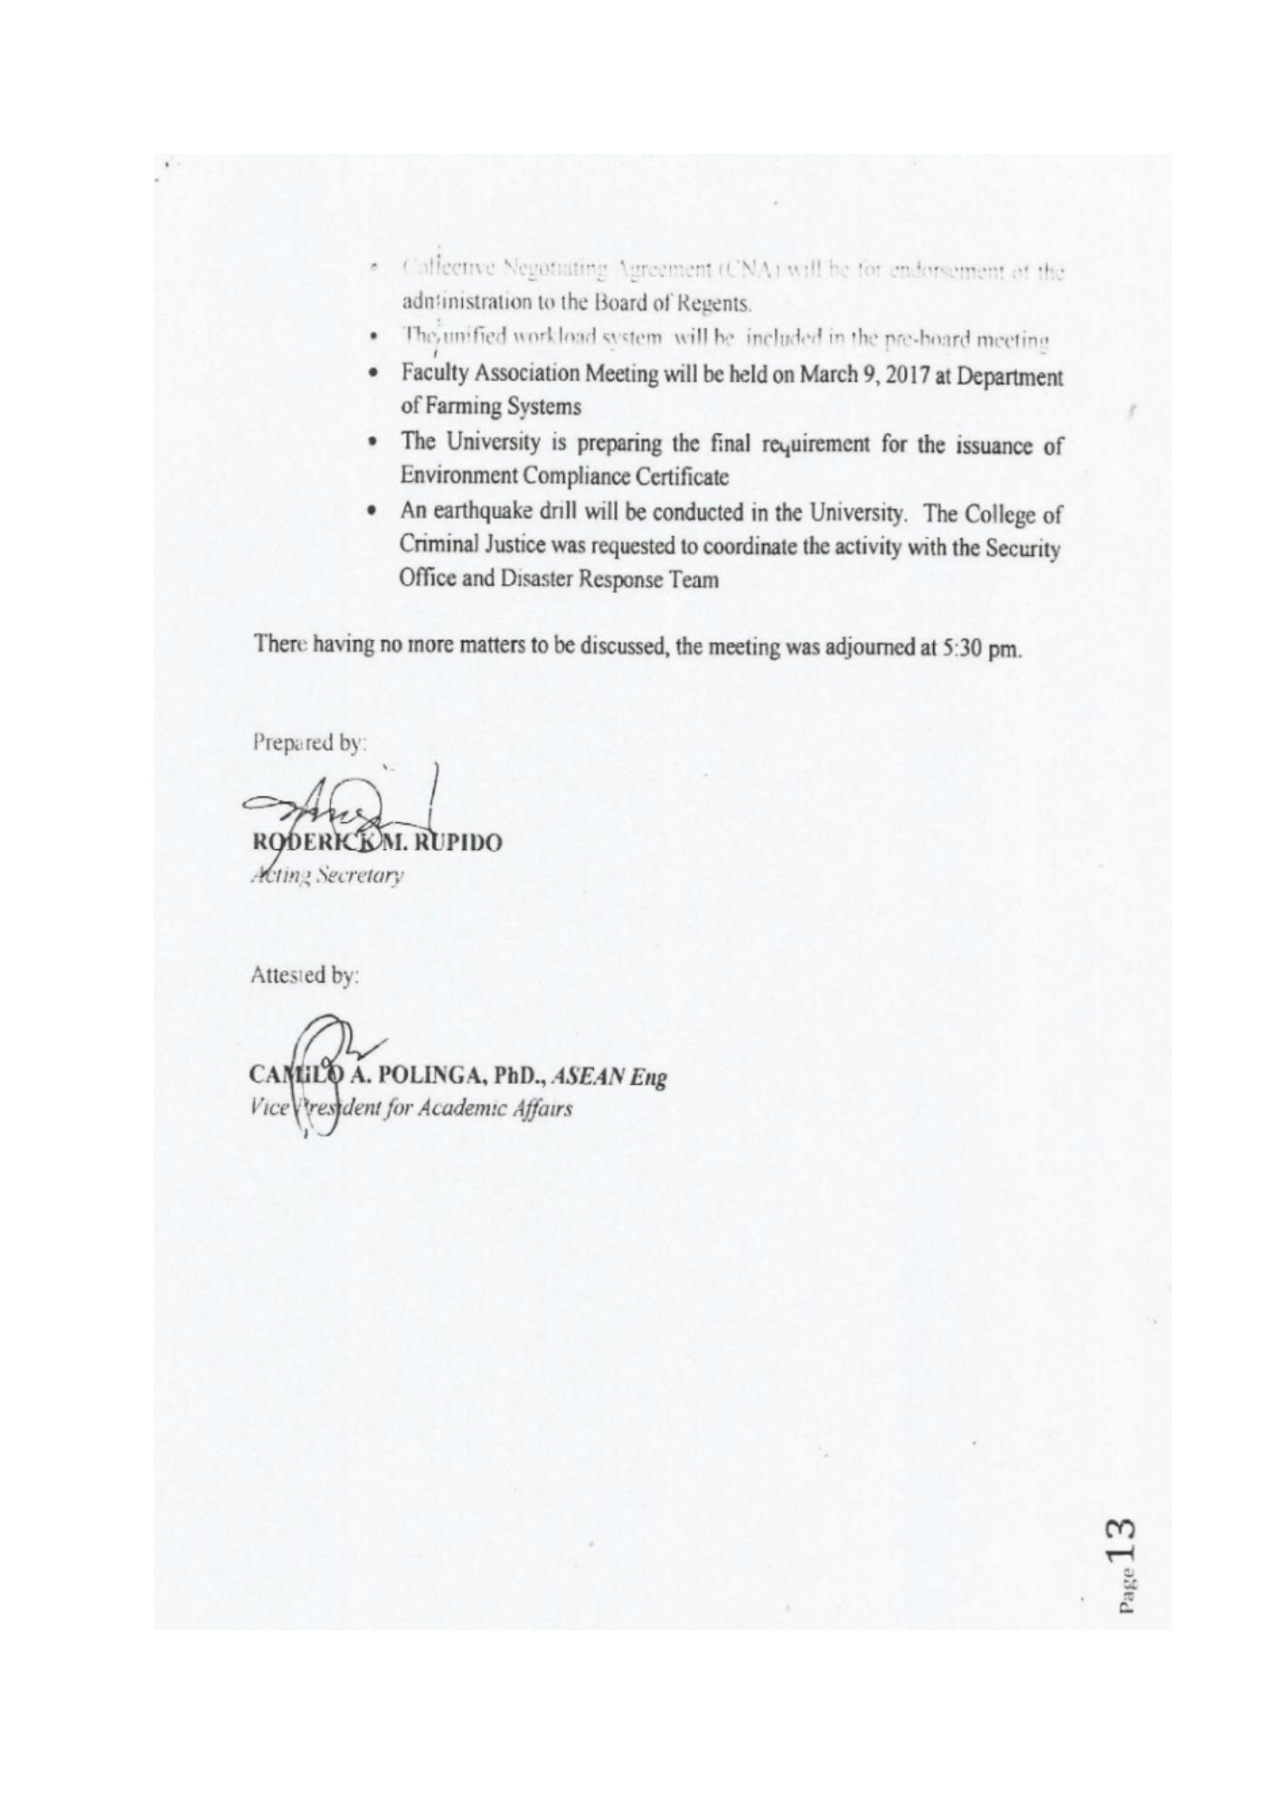 • Collective Negotiating Agreement (CNA) will be for endorsement of the
administration to the Board of Regents.
• The unified workload system will be included in the pre-board meeting
• Faculty Association Meeting will be held on March 9, 2017 at Department
of Farming Systems
• The University is preparing the final requirement for the issuance of
Environment Compliance Certificate
• An earthquake drill will be conducted in the University. The College of
Criminal Justice was requested to coordinate the activity with the Security
Office and Disaster Response Team
There having no more matters to be discussed, the meeting was adjourned at 5:30 pm.
Prepared by:
RODERICK M. RUPIDO
Acting Secretary
Attested by:
CAMILO A. POLINGA, PhD., ASEAN Eng
Vice President for Academic Affairs
Page 13